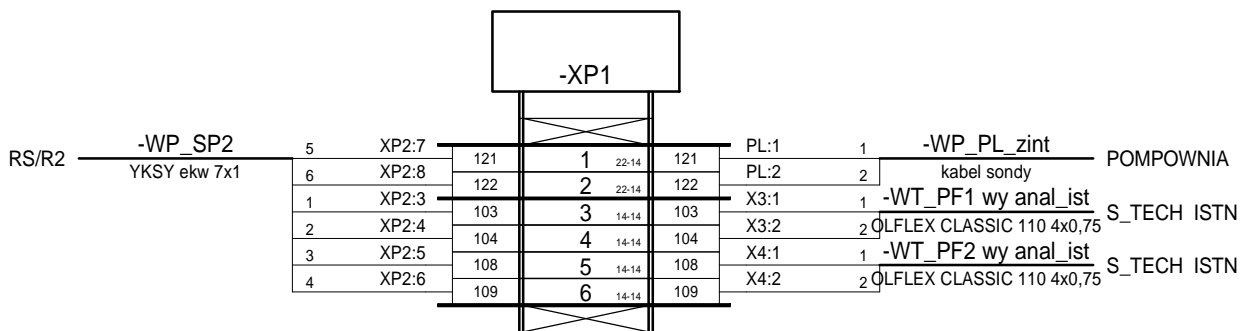 -XP1
RS/R2 -WP_SP2 YKSY ekw 7x1
5 XP2:7 121 1 22-14 121 PL:1 1 -WP_PL_zint
6 XP2:8 122 2 22-14 122 PL:2 2 kabel sondy POMPOWNIA
1 XP2:3 103 3 14-14 103 X3:1 1 -WT_PF1 wy anal_ist
2 XP2:4 104 4 14-14 104 X3:2 2 OLFLEX CLASSIC 110 4x0,75 S_TECH ISTN
3 XP2:5 108 5 14-14 108 X4:1 1 -WT_PF2 wy anal_ist
4 XP2:6 109 6 14-14 109 X4:2 2 OLFLEX CLASSIC 110 4x0,75 S_TECH ISTN